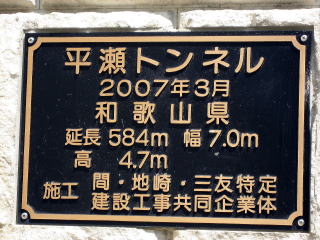 平瀬トンネル
2007年3月
和歌山県
延長 584m 幅 7.0m
高 4.7m
施工 間・地崎・三友特定
建設工事共同企業体